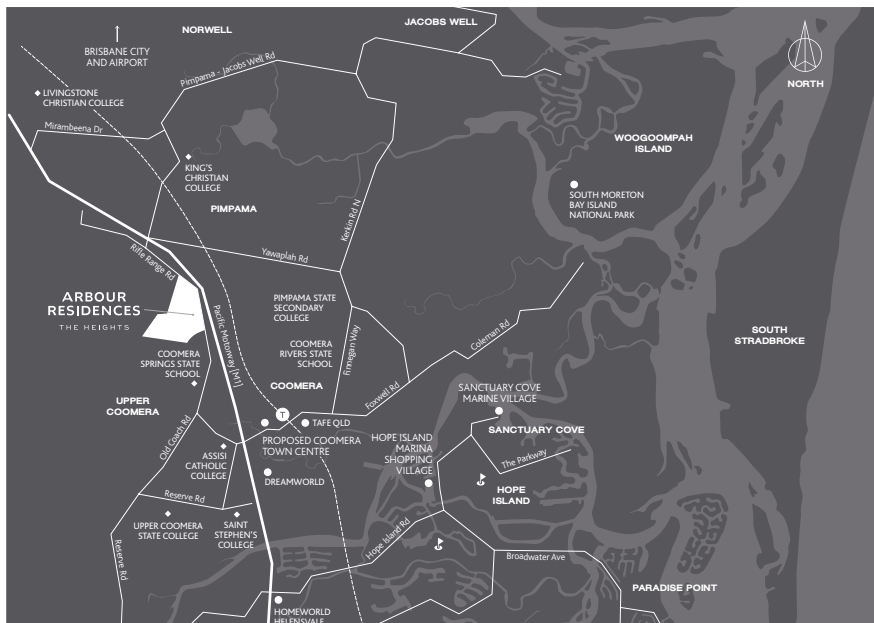 JACOBS WELL
NORWELL
BRISBANE CITY
AND AIRPORT
NORTH
Pimpama - Jacobs Well Rd
LIVINGSTONE
CHRISTIAN COLLEGE
Mirambeena Dr
WOOGOOMPAH
ISLAND
KING'S
CHRISTIAN
COLLEGE
SOUTH MORETON
BAY ISLAND
NATIONAL PARK
PIMPAMA
Kerkin Rd N
Yawaplah Rd
Rifle Range Rd
ARBOUR
RESIDENCES
THE HEIGHTS
Pacific Motorway [M1]
PIMPAMA STATE
SECONDARY
COLLEGE
COOMERA
RIVERS STATE
SCHOOL
Finnegan Way
Coleman Rd
SOUTH
STRADBROKE
COOMERA
SPRINGS STATE
SCHOOL
COOMERA
Foxwell Rd
SANCTUARY COVE
MARINE VILLAGE
UPPER
COOMERA
T
TAFE QLD
Old Coach Rd
PROPOSED COOMERA
TOWN CENTRE
HOPE ISLAND
MARINA
SHOPPING
VILLAGE
SANCTUARY COVE
The Parkway
ASSISI
CATHOLIC
COLLEGE
DREAMWORLD
HOPE
ISLAND
Reserve Rd
UPPER COOMERA
STATE COLLEGE
SAINT
STEPHEN'S
COLLEGE
Hope Island Rd
Reserve Rd
Broadwater Ave
PARADISE POINT
HOMEWORLD
HELENSVALE